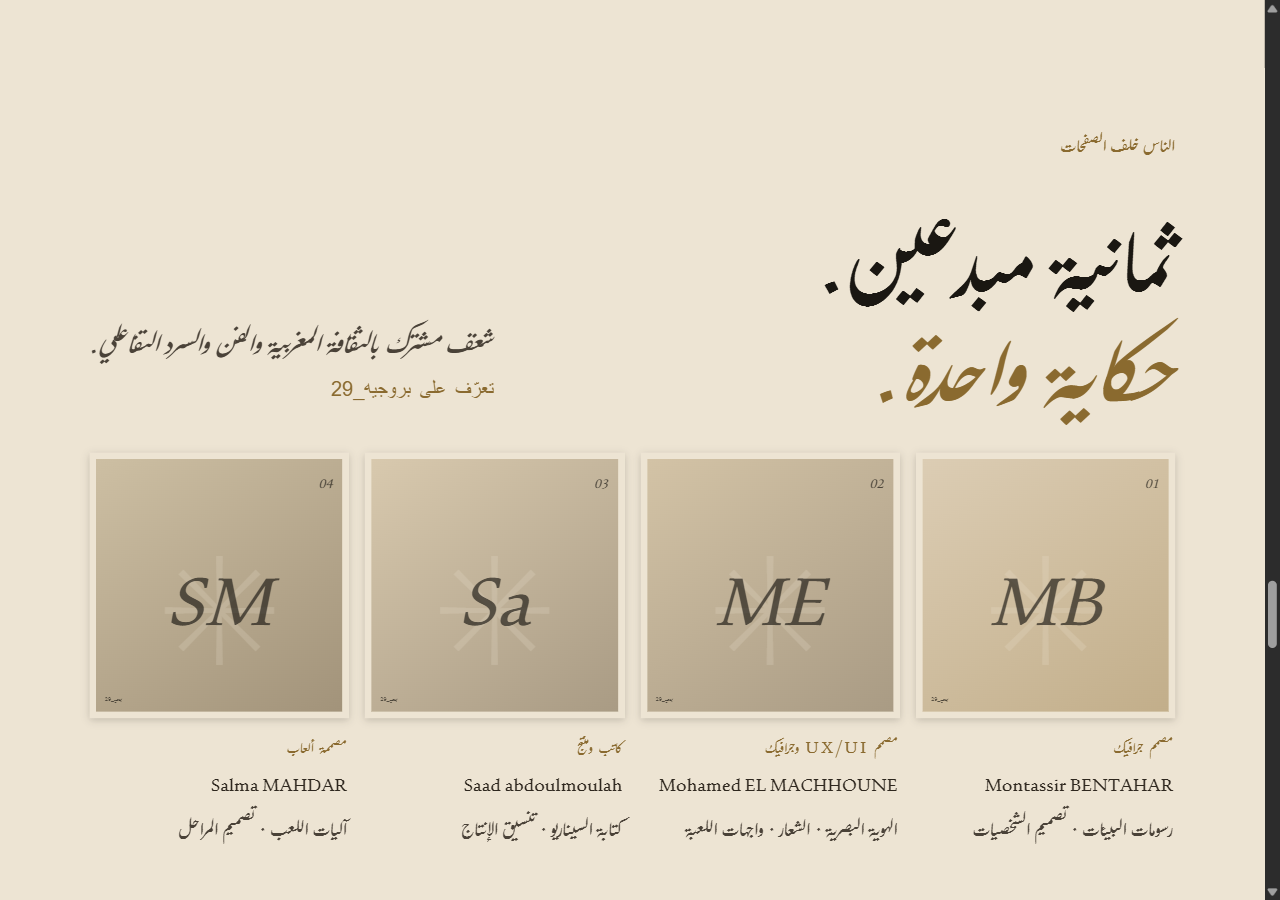 الناس خلف الصفحات
ثمانية مبدعين.
حكاية واحدة.
شغف مشترك بالثقافة المغربية والفن والسرد التفاعلي.
تعرّف على بروجيه_29
01
MB
مصمم جرافيك
Montassir BENTAHAR
رسومات البيئات · تصميم الشخصيات
02
ME
مصمم UX/UI وجرافيك
Mohamed EL MACHHOUNE
الهوية البصرية · الشعار · واجهات اللعبة
03
Sa
كاتب ومنتج
Saad abdoulmoulah
كتابة السيناريو · تنسيق الإنتاج
04
SM
مصممة ألعاب
Salma MAHDAR
آليات اللعب · تصميم المراحل